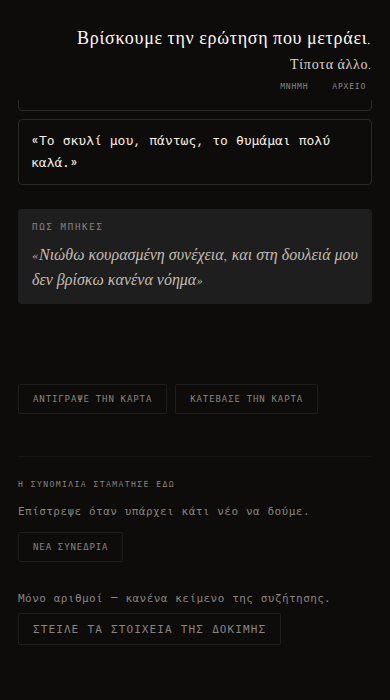 Βρίσκουμε την ερώτηση που μετράει.
Τίποτα άλλο.
ΜΝΗΜΗ ΑΡΧΕΙΟ
«Το σκυλί μου, πάντως, το θυμάμαι πολύ
καλά.»
ΠΩΣ ΜΠΗΚΕΣ
«Νιώθω κουρασμένη συνέχεια, και στη δουλειά μου
δεν βρίσκω κανένα νόημα»
ΑΝΤΙΓΡΑΨΕ ΤΗΝ ΚΑΡΤΑ ΚΑΤΕΒΑΣΕ ΤΗΝ ΚΑΡΤΑ
Η ΣΥΝΟΜΙΛΙΑ ΣΤΑΜΑΤΗΣΕ ΕΔΩ
Επίστρεψε όταν υπάρχει κάτι νέο να δούμε.
ΝΕΑ ΣΥΝΕΔΡΙΑ
Μόνο αριθμοί — κανένα κείμενο της συζήτησης.
ΣΤΕΙΛΕ ΤΑ ΣΤΟΙΧΕΙΑ ΤΗΣ ΔΟΚΙΜΗΣ